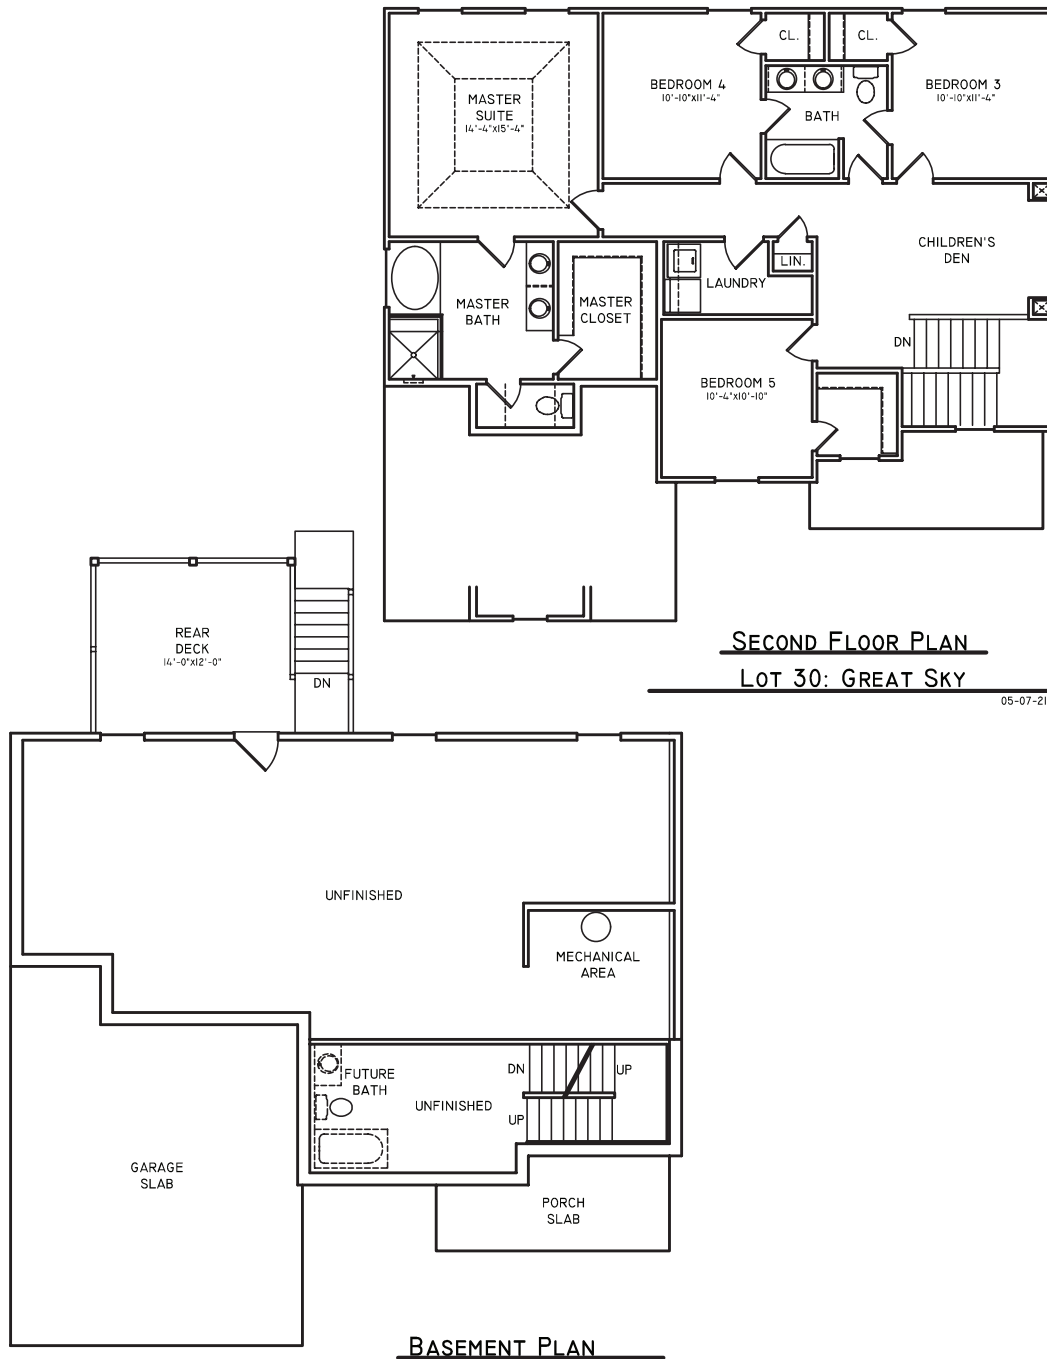 CL.
CL.
BEDROOM 4
10'-10"x11'-4"
BEDROOM 3
10'-10"x11'-4"
MASTER
SUITE
14'-4"x15'-4"
BATH
CHILDREN'S
DEN
LIN.
LAUNDRY
MASTER
BATH
MASTER
CLOSET
DN
BEDROOM 5
10'-4"x10'-10"
SECOND FLOOR PLAN
LOT 30: GREAT SKY
05-07-21
REAR
DECK
14'-0"x12'-0"
DN
UNFINISHED
MECHANICAL
AREA
FUTURE
BATH
DN
UP
UNFINISHED
UP
GARAGE
SLAB
PORCH
SLAB
BASEMENT PLAN